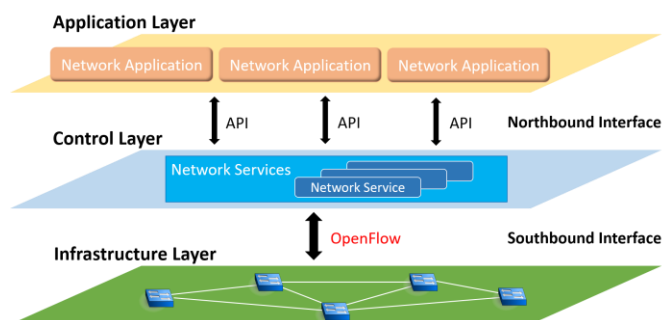 Application Layer
Network Application Network Application Network Application
API API API Northbound Interface
Control Layer
Network Services
Network Service
OpenFlow Southbound Interface
Infrastructure Layer